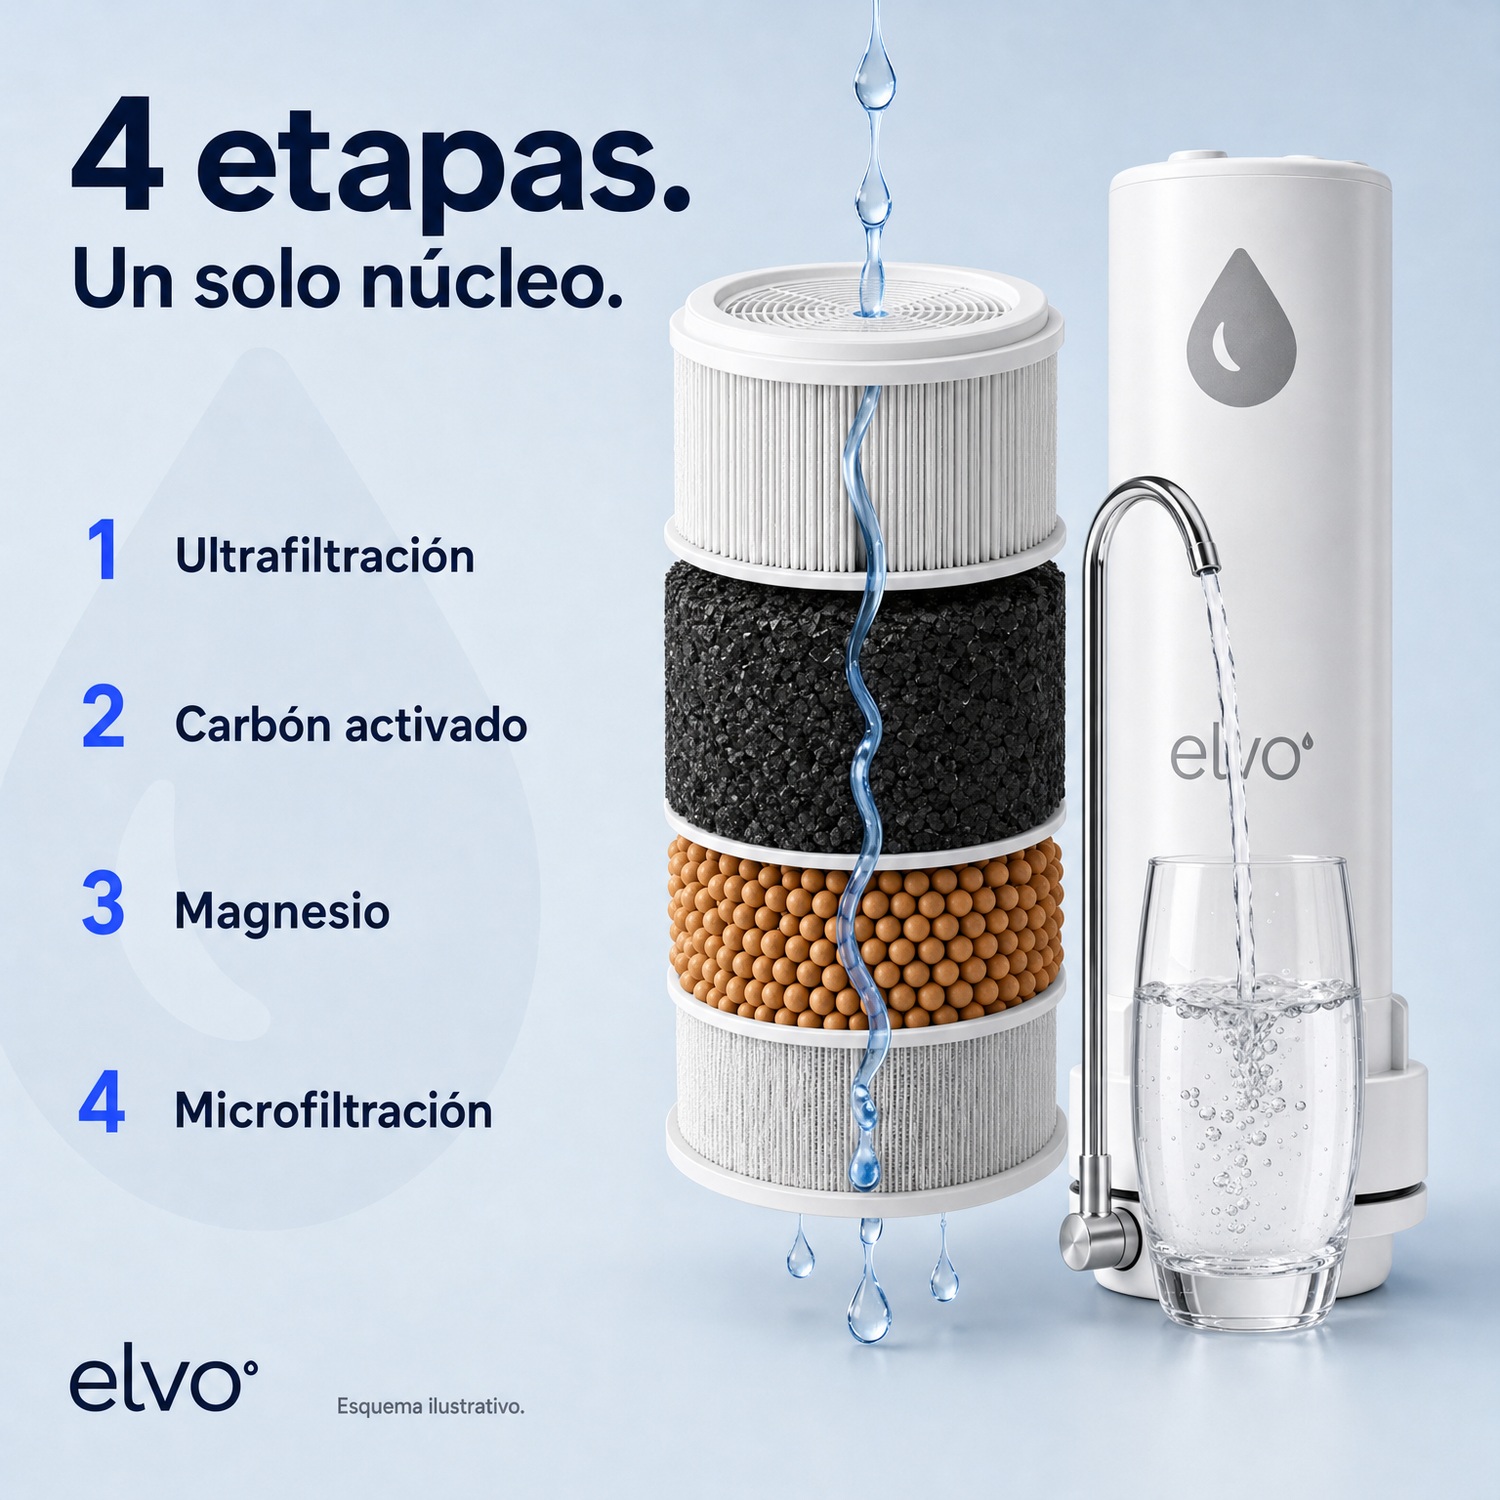 4 etapas.
Un solo núcleo.
1 Ultrafiltración
2 Carbón activado
3 Magnesio
4 Microfiltración
elvo
elvo
Esquema ilustrativo.